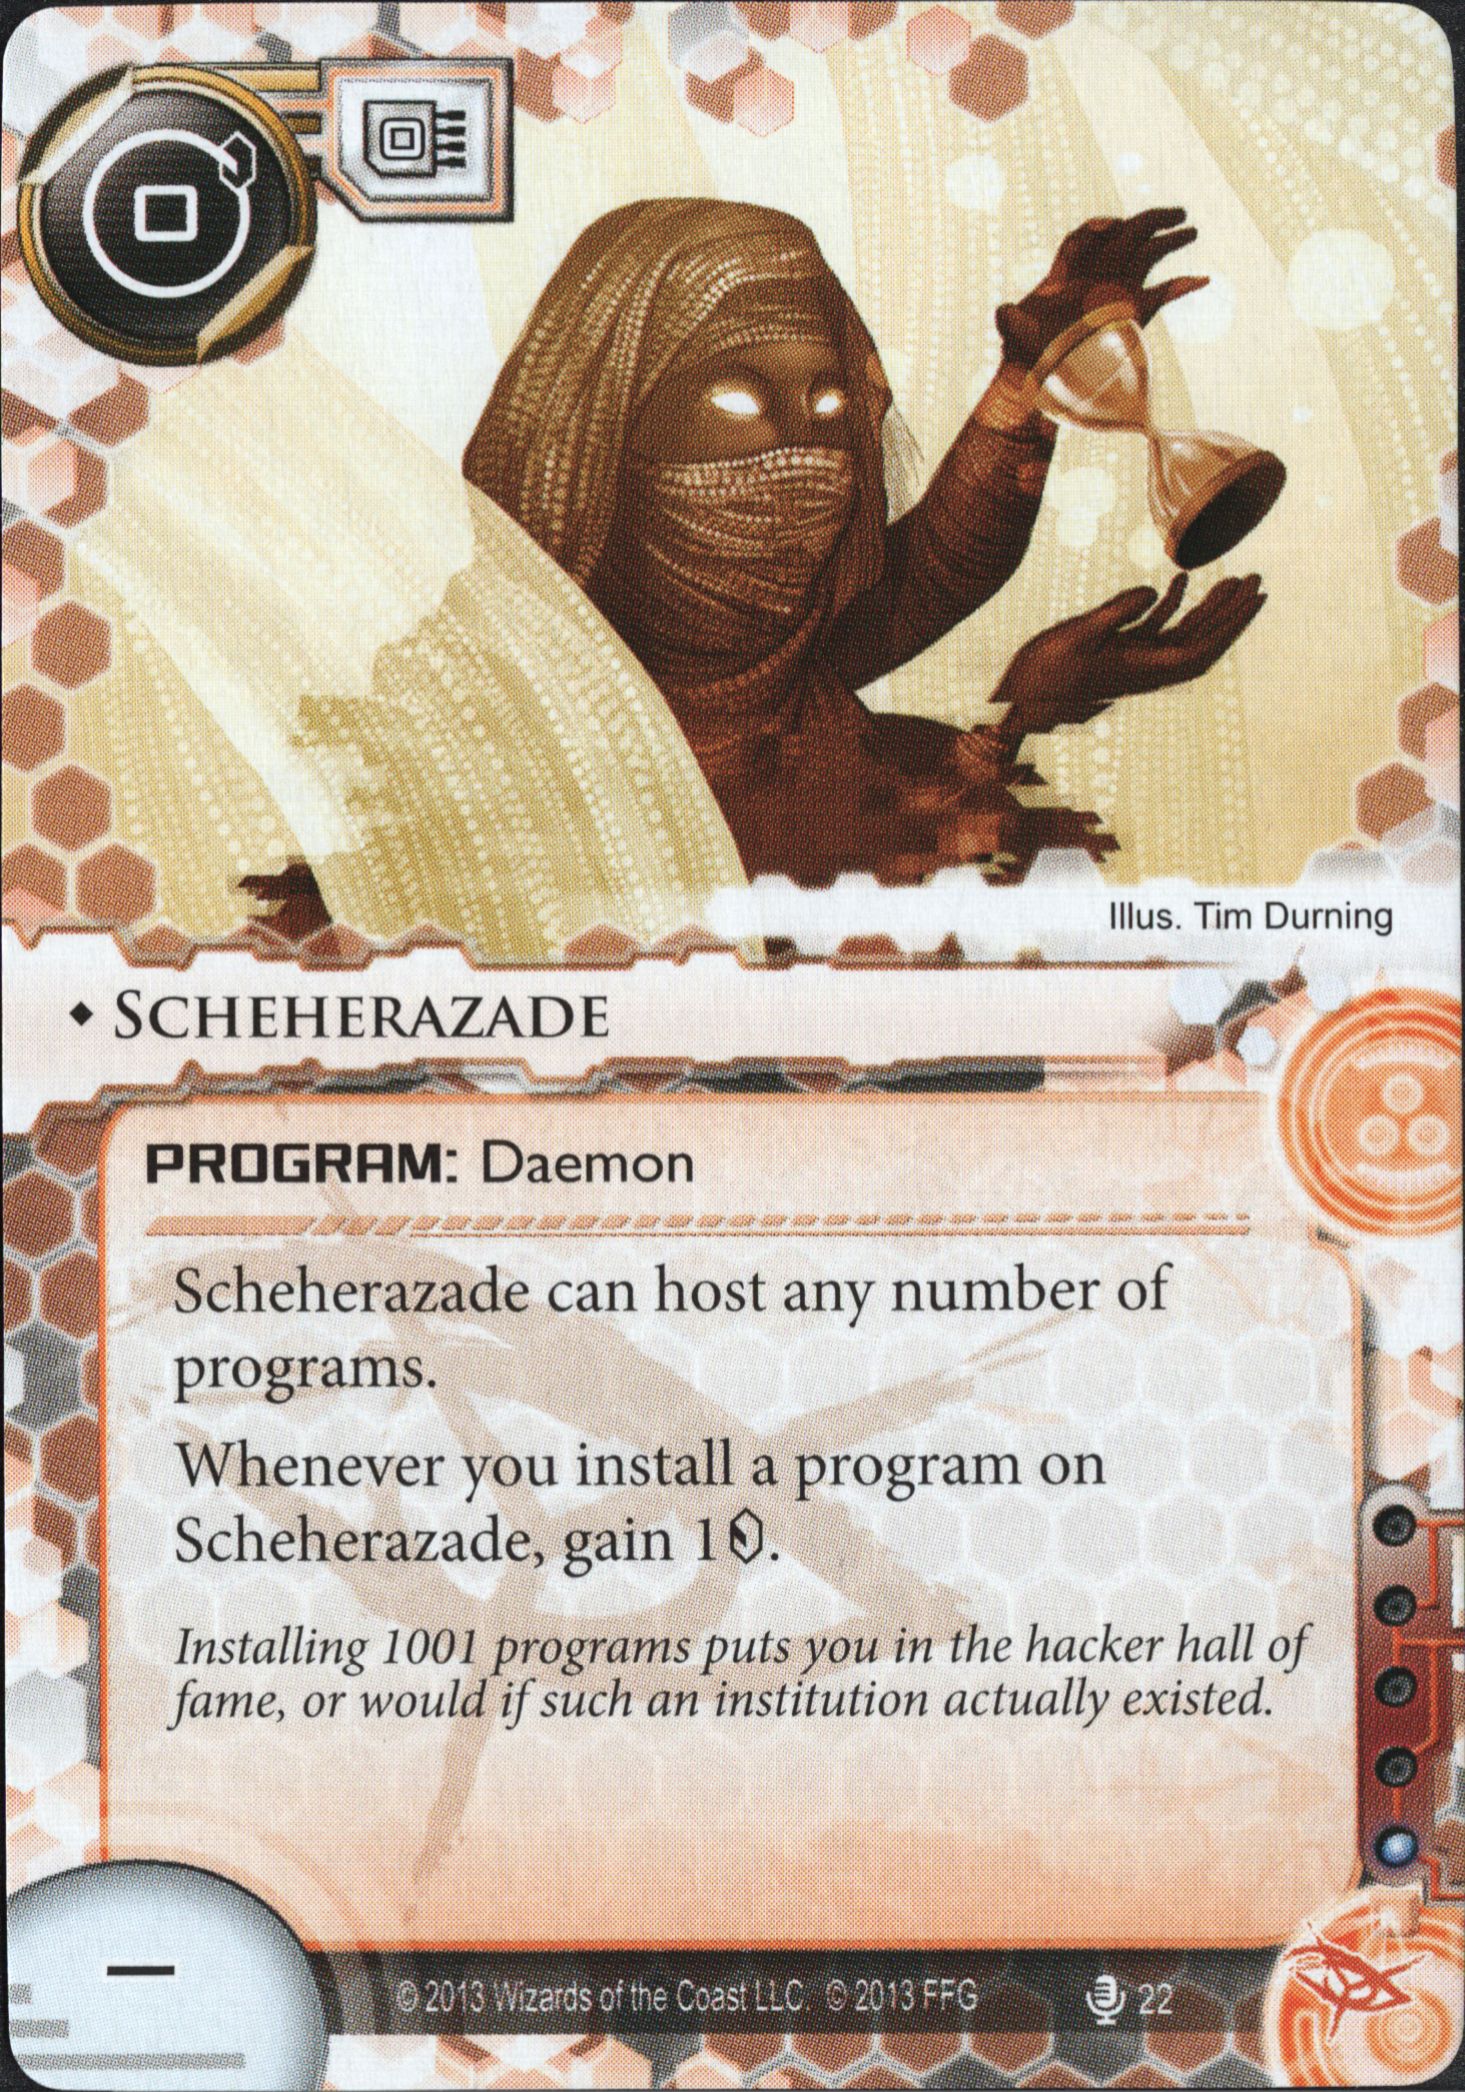 0
0
Illus. Tim Durning
◆ SCHEHERAZADE
PROGRAM: Daemon
Scheherazade can host any number of
programs.
Whenever you install a program on
Scheherazade, gain 1.
Installing 1001 programs puts you in the hacker hall of
fame, or would if such an institution actually existed.
–
© 2013 Wizards of the Coast LLC. © 2013 FFG
22